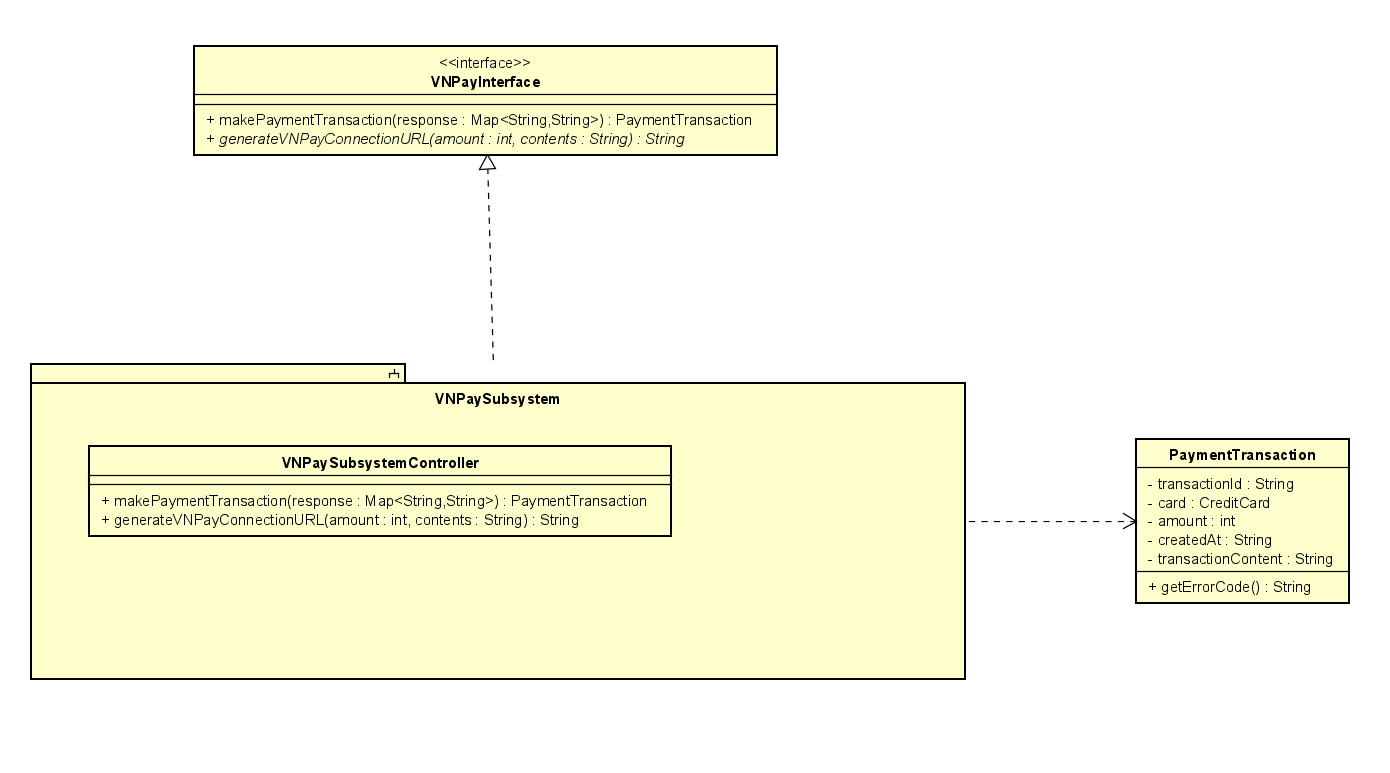 <<interface>>
VNPayInterface
+ makePaymentTransaction(response : Map<String,String>) : PaymentTransaction
+ generateVNPayConnectionURL(amount : int, contents : String) : String
VNPaySubsystem
VNPaySubsystemController
+ makePaymentTransaction(response : Map<String,String>) : PaymentTransaction
+ generateVNPayConnectionURL(amount : int, contents : String) : String
PaymentTransaction
- transactionId : String
- card : CreditCard
- amount : int
- createdAt : String
- transactionContent : String
+ getErrorCode() : String